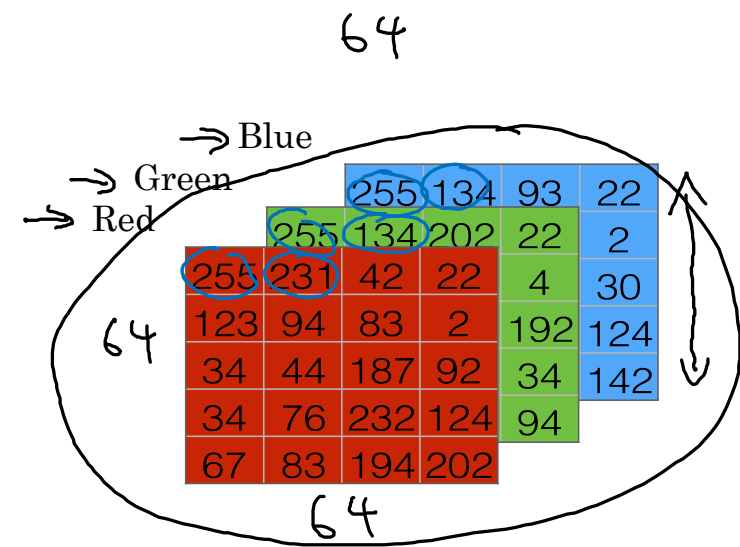 64
Blue
Green
Red
255 134 93 22
255 134 202 22 2
255 231 42 22 4 30
123 94 83 2 192 124
34 44 187 92 34 142
34 76 232 124 94
67 83 194 202
64
64